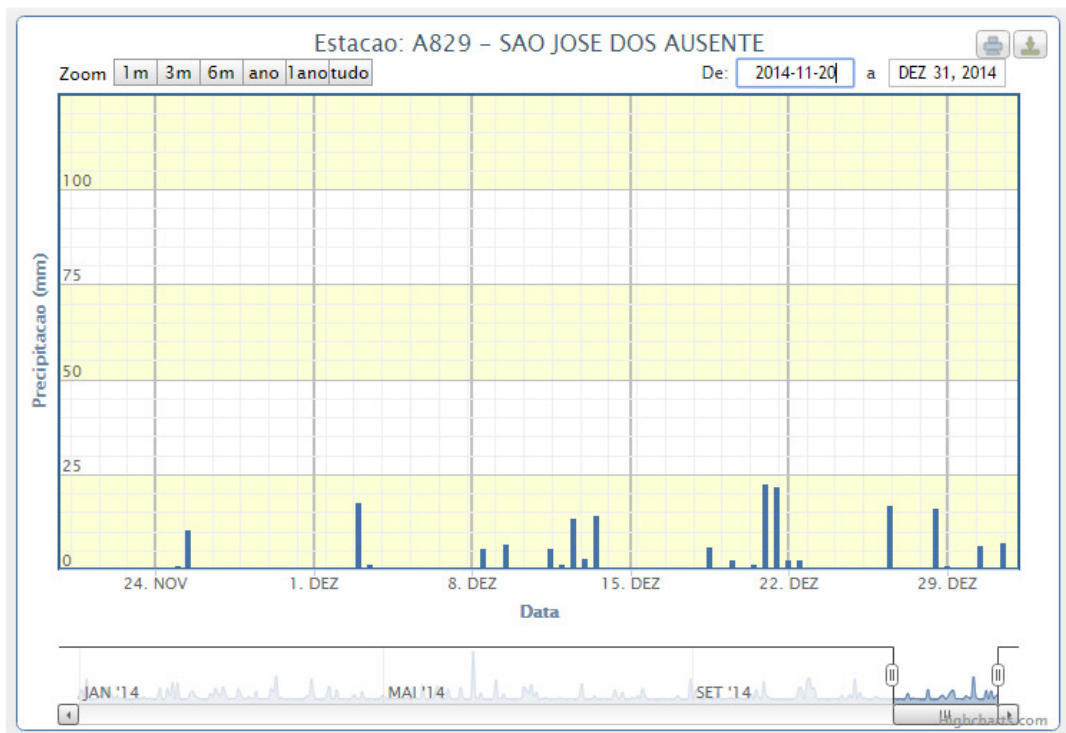 Estacao: A829 – SAO JOSE DOS AUSENTE
Zoom 1m 3m 6m ano 1ano tudo De: 2014-11-20 a DEZ 31, 2014
100
75
50
25
0
Precipitacao (mm)
24. NOV 1. DEZ 8. DEZ 15. DEZ 22. DEZ 29. DEZ
Data
JAN '14 MAI '14 SET '14
Highcharts.com